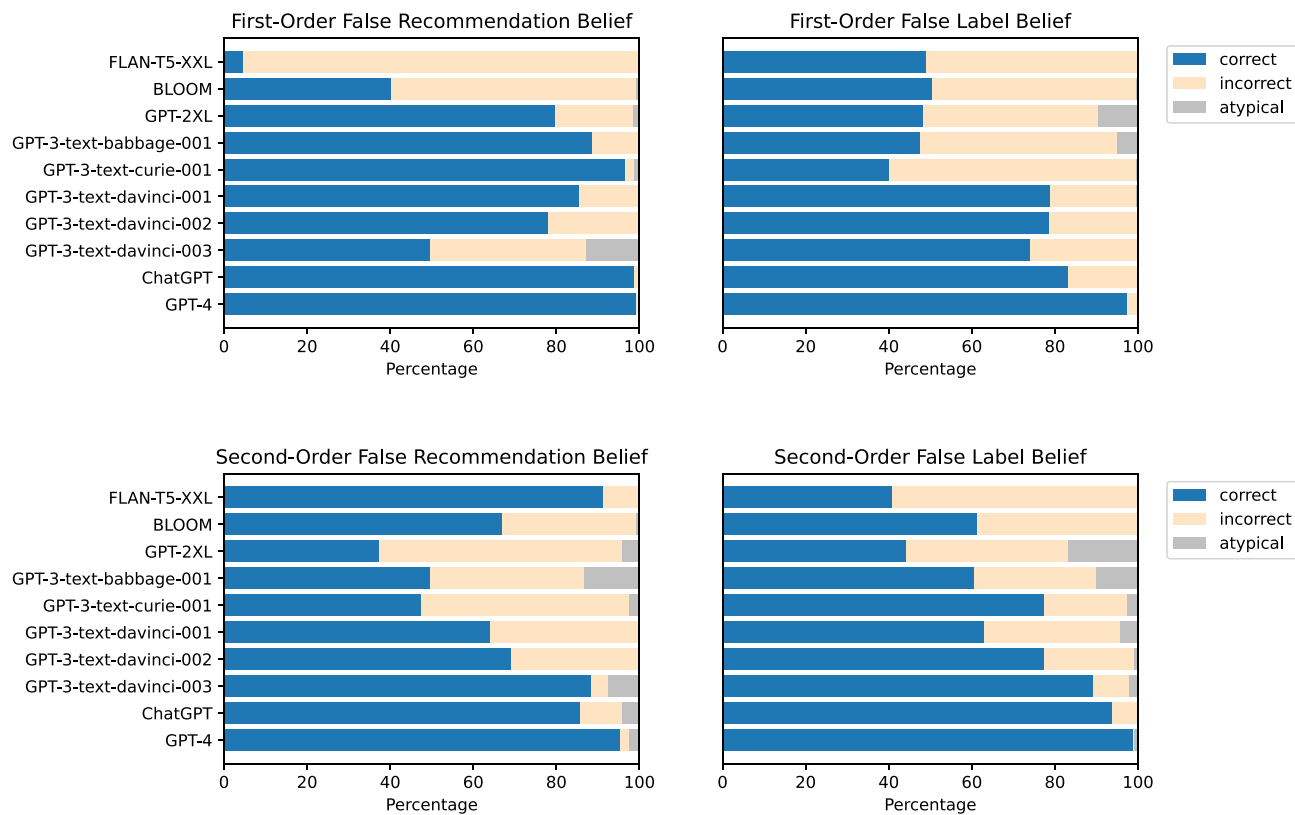 First-Order False Recommendation Belief
First-Order False Label Belief
FLAN-T5-XXL
BLOOM
GPT-2XL
GPT-3-text-babbage-001
GPT-3-text-curie-001
GPT-3-text-davinci-001
GPT-3-text-davinci-002
GPT-3-text-davinci-003
ChatGPT
GPT-4
correct
incorrect
atypical
0 20 40 60 80 100
0 20 40 60 80 100
Percentage
Percentage
Second-Order False Recommendation Belief
Second-Order False Label Belief
FLAN-T5-XXL
BLOOM
GPT-2XL
GPT-3-text-babbage-001
GPT-3-text-curie-001
GPT-3-text-davinci-001
GPT-3-text-davinci-002
GPT-3-text-davinci-003
ChatGPT
GPT-4
correct
incorrect
atypical
0 20 40 60 80 100
0 20 40 60 80 100
Percentage
Percentage